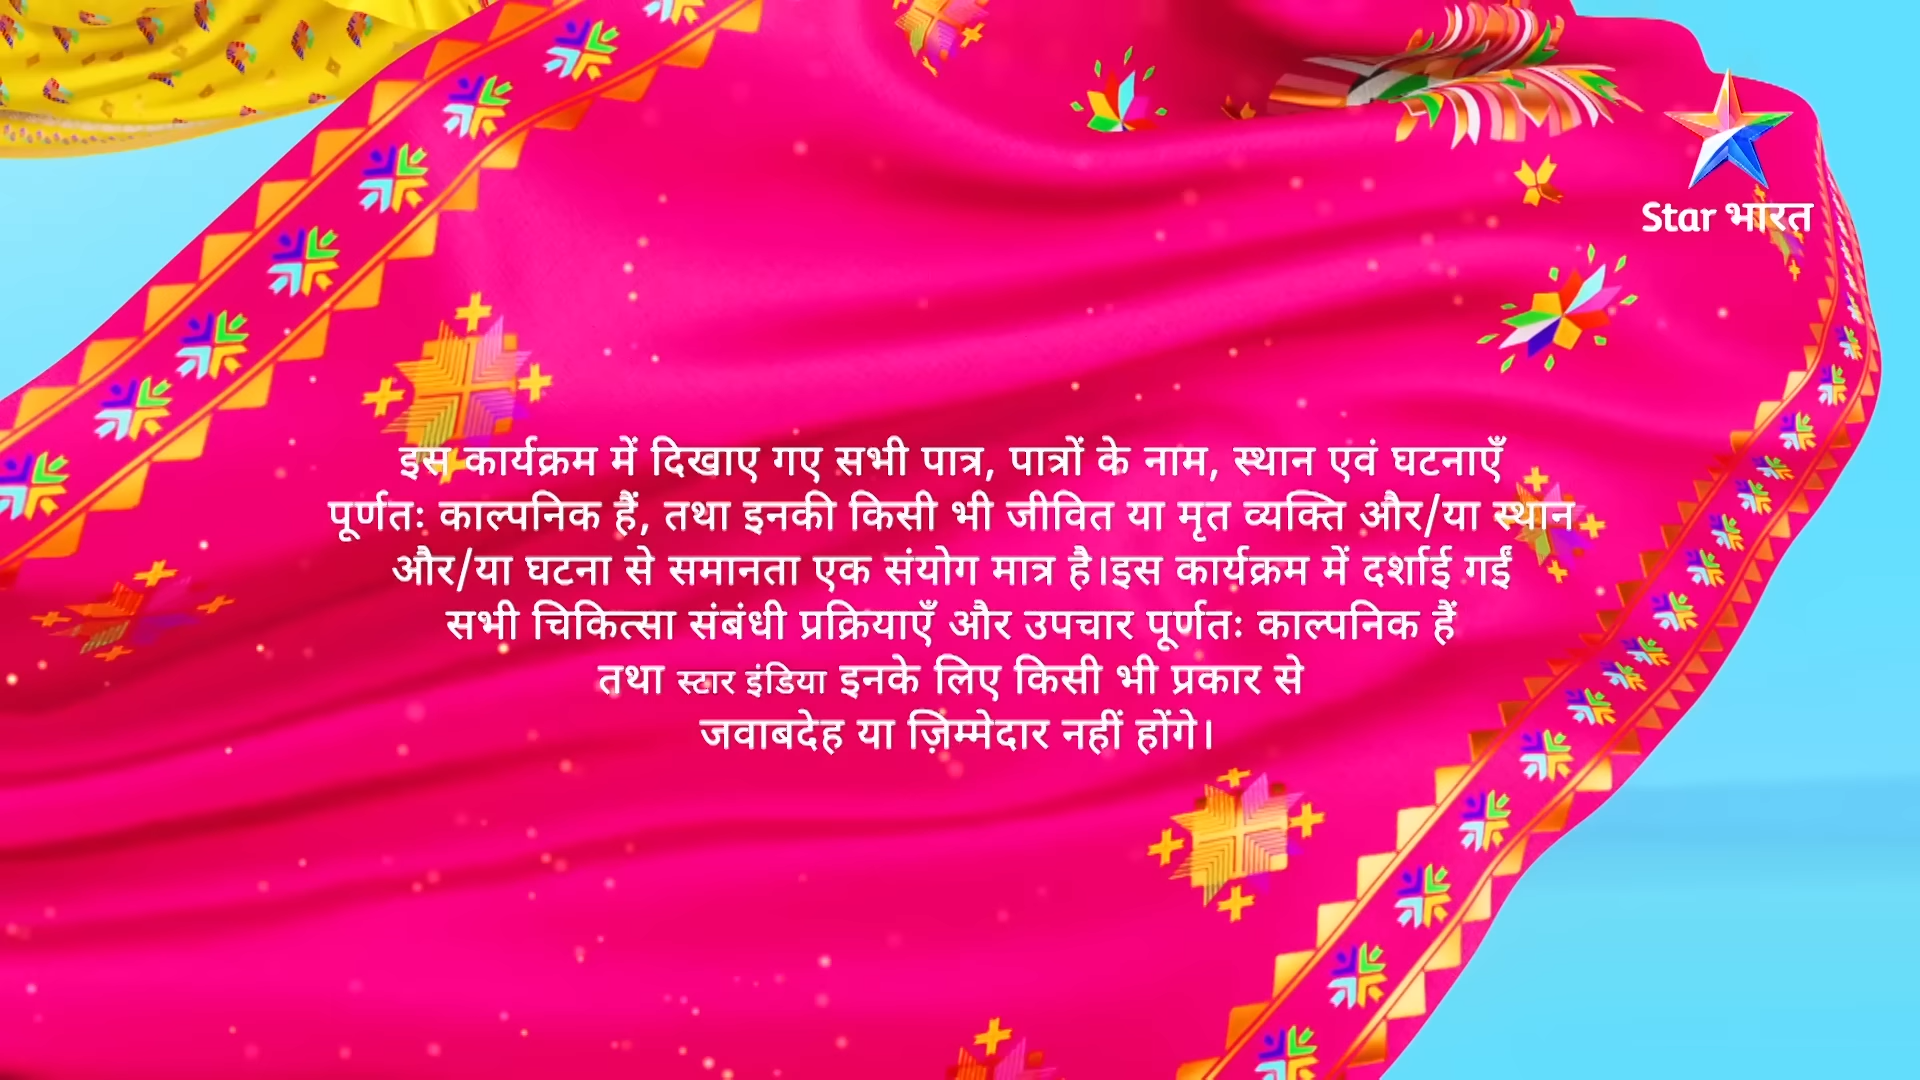 Star भारत
इस कार्यक्रम में दिखाए गए सभी पात्र, पात्रों के नाम, स्थान एवं घटनाएँ
पूर्णतः काल्पनिक हैं, तथा इनकी किसी भी जीवित या मृत व्यक्ति और/या स्थान
और/या घटना से समानता एक संयोग मात्र है।इस कार्यक्रम में दर्शाई गईं
सभी चिकित्सा संबंधी प्रक्रियाएँ और उपचार पूर्णतः काल्पनिक हैं
तथा स्टार इंडिया इनके लिए किसी भी प्रकार से
जवाबदेह या ज़िम्मेदार नहीं होंगे।